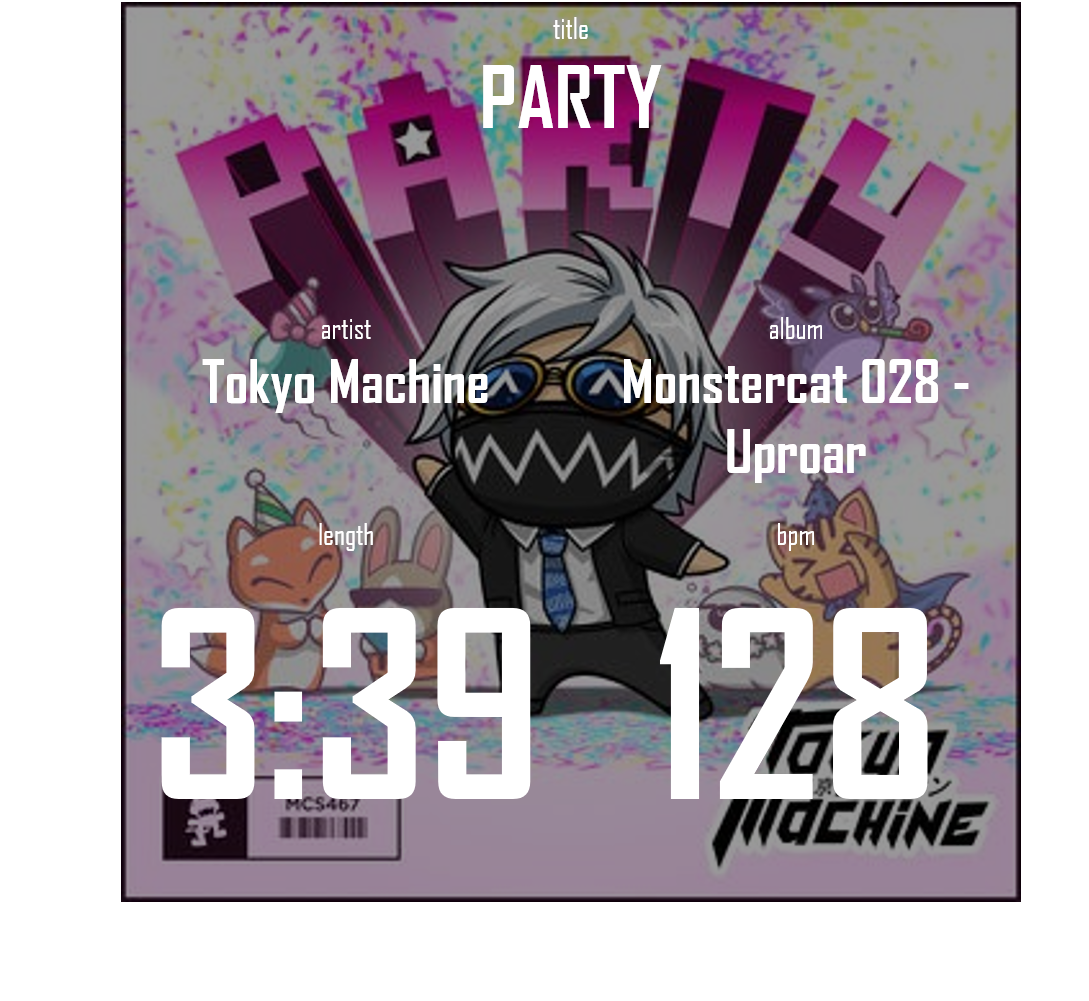 title
PARTY
PARTY
artist
Tokyo Machine
album
Monstercat 028 -
Uproar
length
3:39
bpm
128
MCS467
Tokyo
Machine